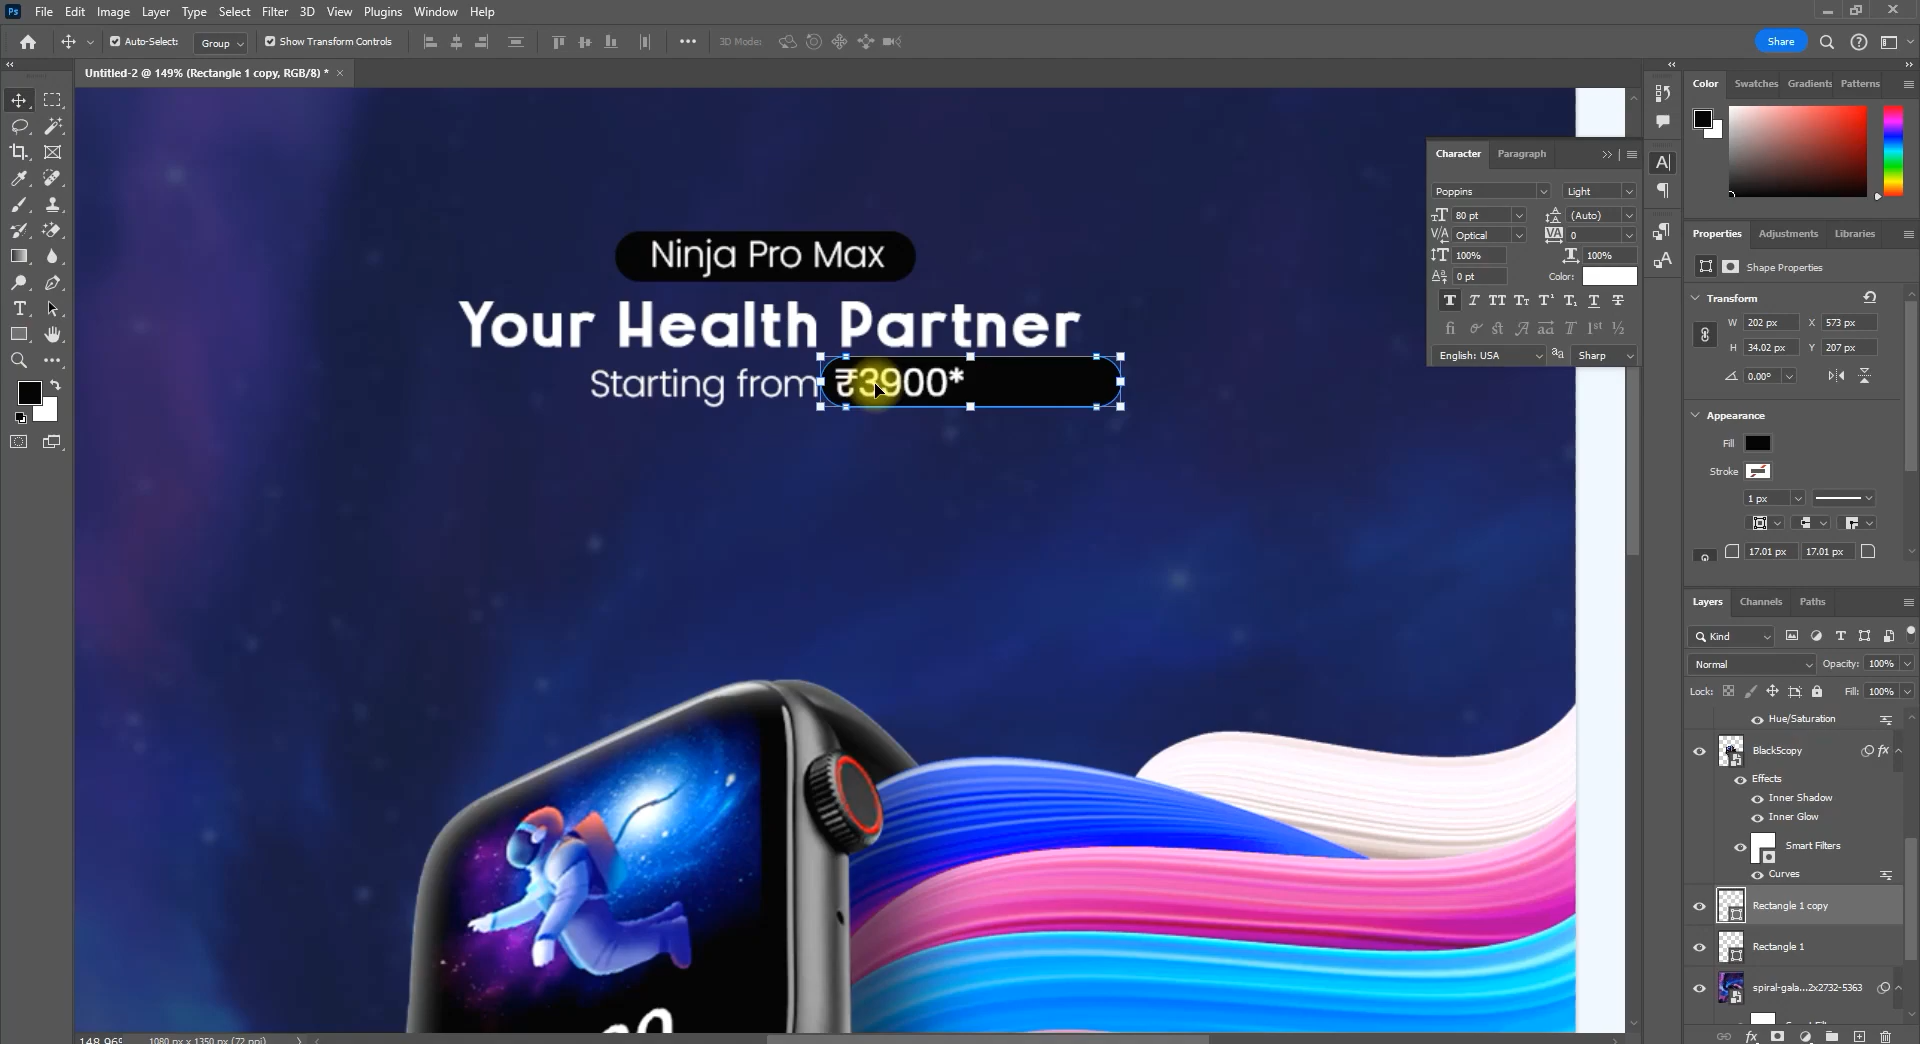 Ps File Edit Image Layer Type Select Filter 3D View Plugins Window Help
Auto-Select: Group Show Transform Controls 3D Mode: Share
Untitled-2 @ 149% (Rectangle 1 copy, RGB/8) *
Ninja Pro Max
Your Health Partner
Starting from ₹3900*
Character Paragraph
Poppins Light
80 pt (Auto)
Optical 0
100% 100%
0 pt Color:
English: USA Sharp
Color Swatches Gradients Patterns
Properties Adjustments Libraries
Shape Properties
Transform
W 202 px X 573 px
H 34.02 px Y 207 px
0.00°
Appearance
Fill
Stroke
1 px
17.01 px 17.01 px
Layers Channels Paths
Kind
Normal Opacity: 100%
Lock: Fill: 100%
Hue/Saturation
Black5copy fx
Effects
Inner Shadow
Inner Glow
Smart Filters
Curves
Rectangle 1 copy
Rectangle 1
spiral-gala...2x2732-5363
1080 px x 1350 px (72 ppi)